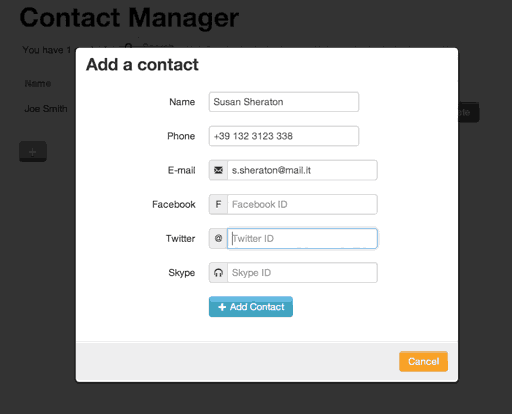 Contact Manager
You have 1
Name
Joe Smith
+
Add a contact
Name Susan Sheraton
Phone +39 132 3123 338
E-mail s.sheraton@mail.it
Facebook F Facebook ID
Twitter @ Twitter ID
Skype Skype ID
+ Add Contact
Cancel